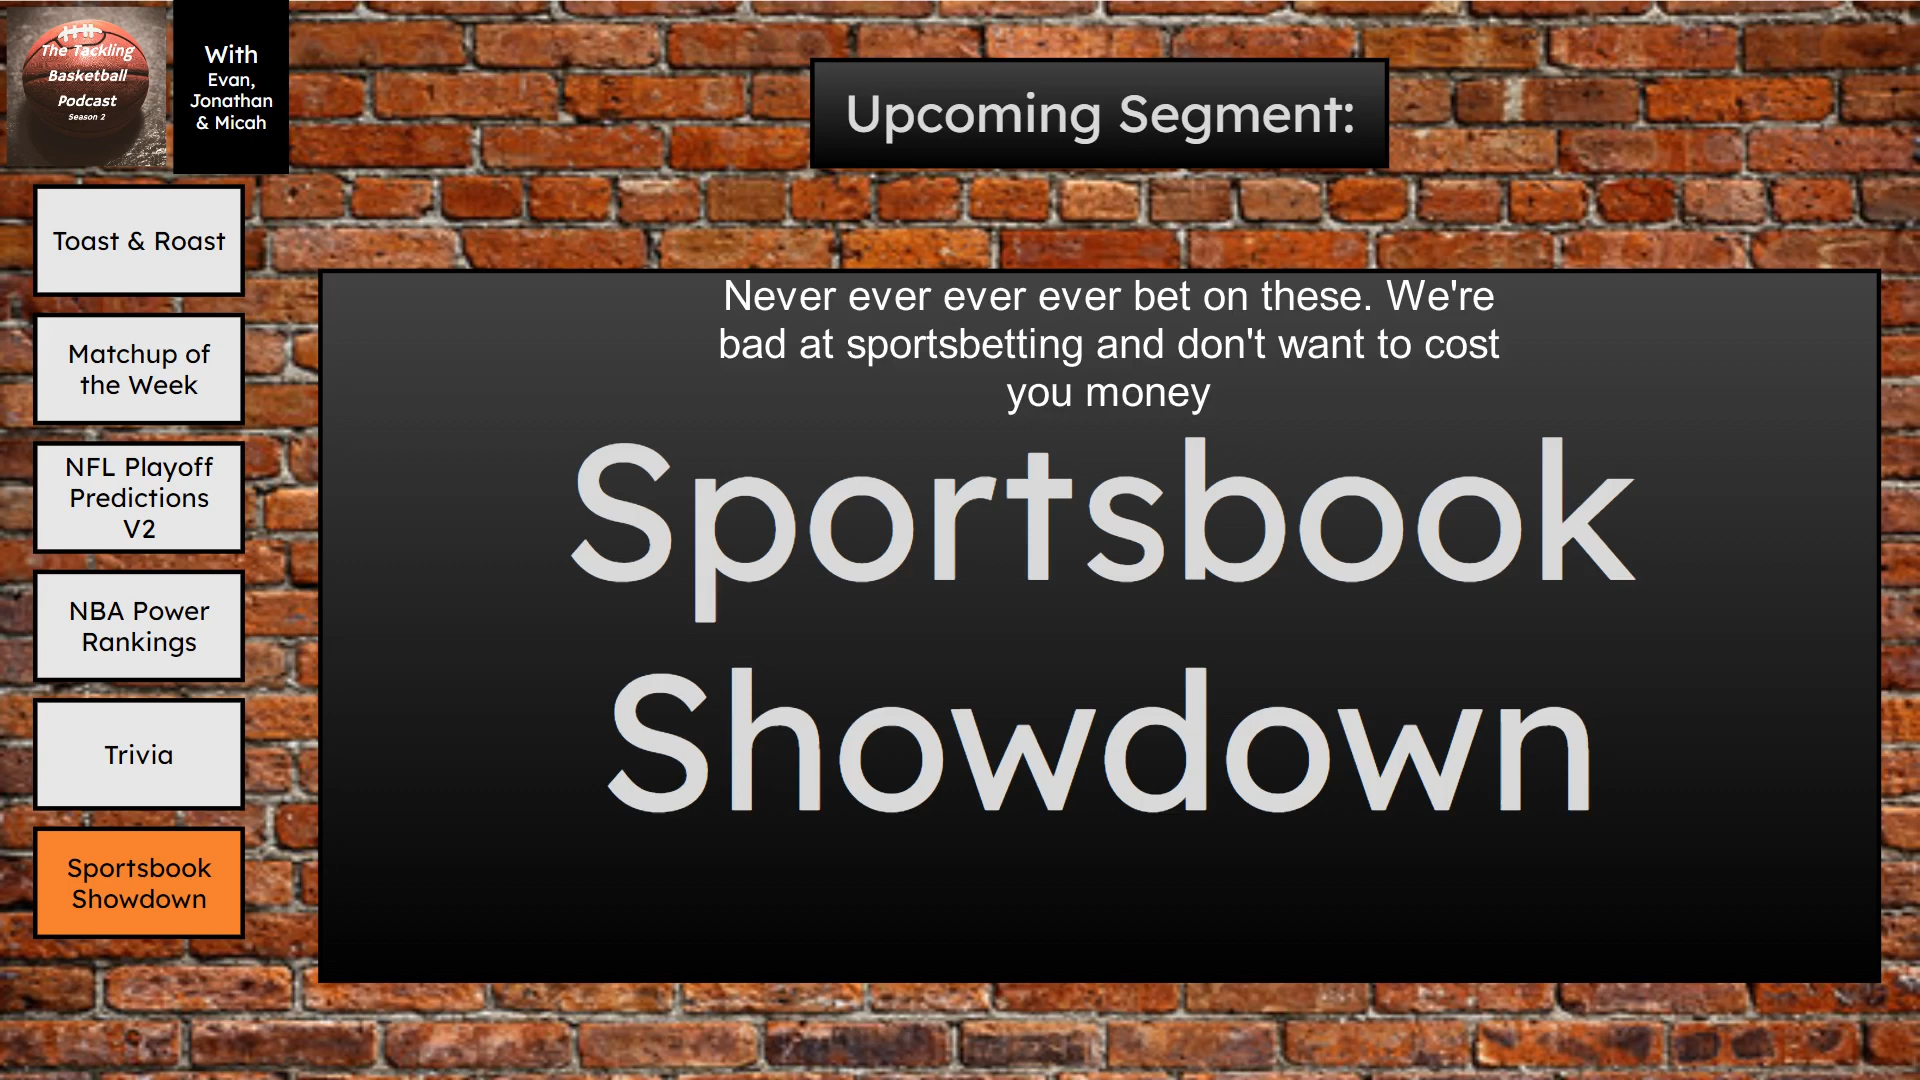 The Tackling
Basketball
Podcast
Season 2
With
Evan,
Jonathan
& Micah
Upcoming Segment:
Toast & Roast
Matchup of
the Week
NFL Playoff
Predictions
V2
NBA Power
Rankings
Trivia
Sportsbook
Showdown
Never ever ever ever bet on these. We're
bad at sportsbetting and don't want to cost
you money
Sportsbook
Showdown